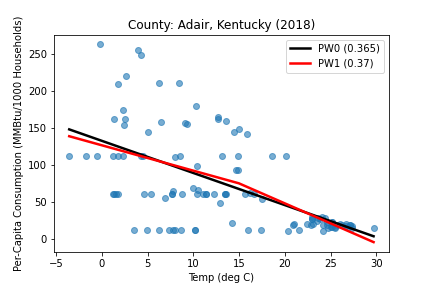 County: Adair, Kentucky (2018)
PW0 (0.365)
PW1 (0.37)
Per-Capita Consumption (MMBtu/1000 Households)
250
200
150
100
50
0
−5
0
5
10
15
20
25
30
Temp (deg C)